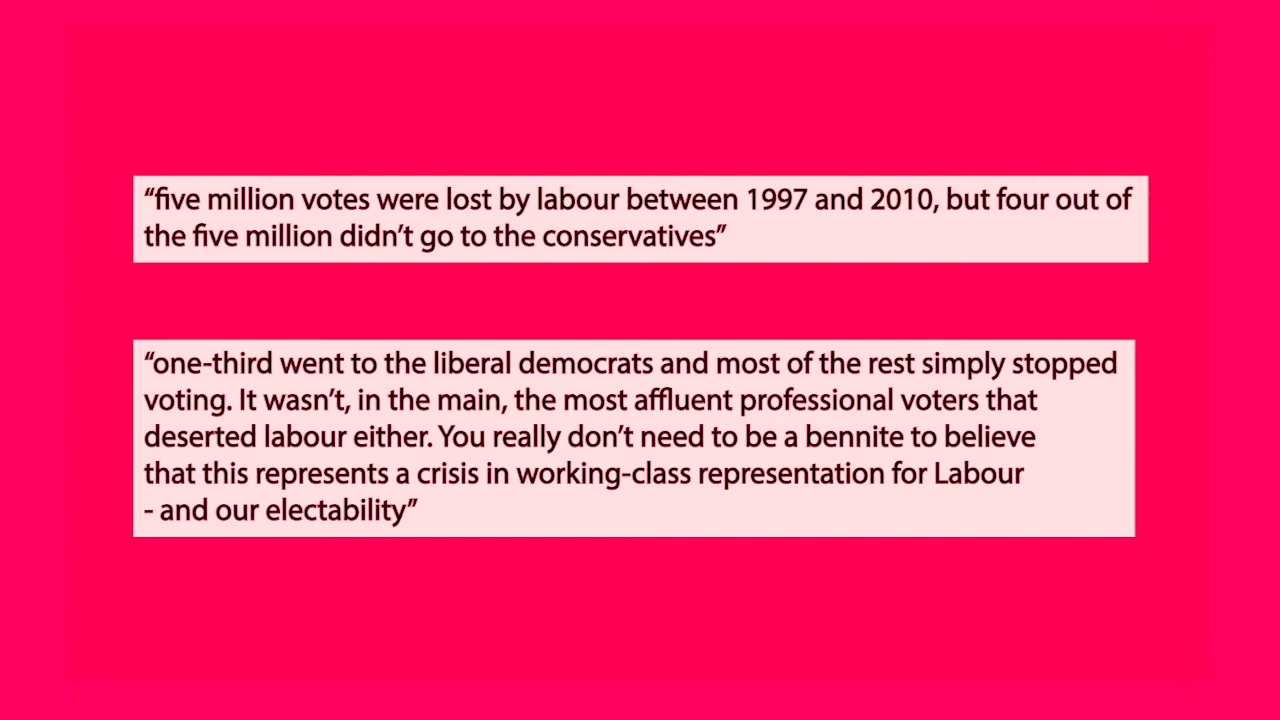 “five million votes were lost by labour between 1997 and 2010, but four out of
the five million didn’t go to the conservatives”
“one-third went to the liberal democrats and most of the rest simply stopped
voting. It wasn’t, in the main, the most affluent professional voters that
deserted labour either. You really don’t need to be a bennite to believe
that this represents a crisis in working-class representation for Labour
- and our electability”